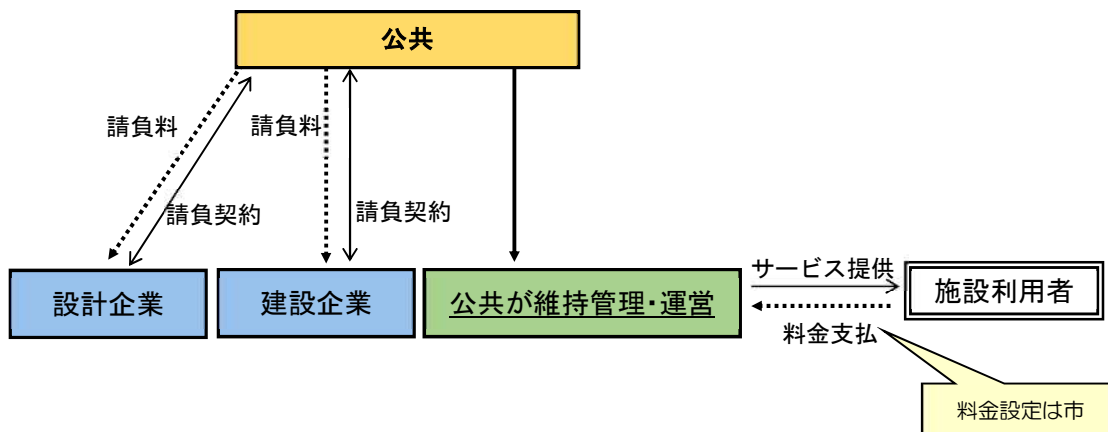 公共
請負料
請負料
請負契約
請負契約
設計企業
建設企業
公共が維持管理・運営
サービス提供
料金支払
施設利用者
料金設定は市